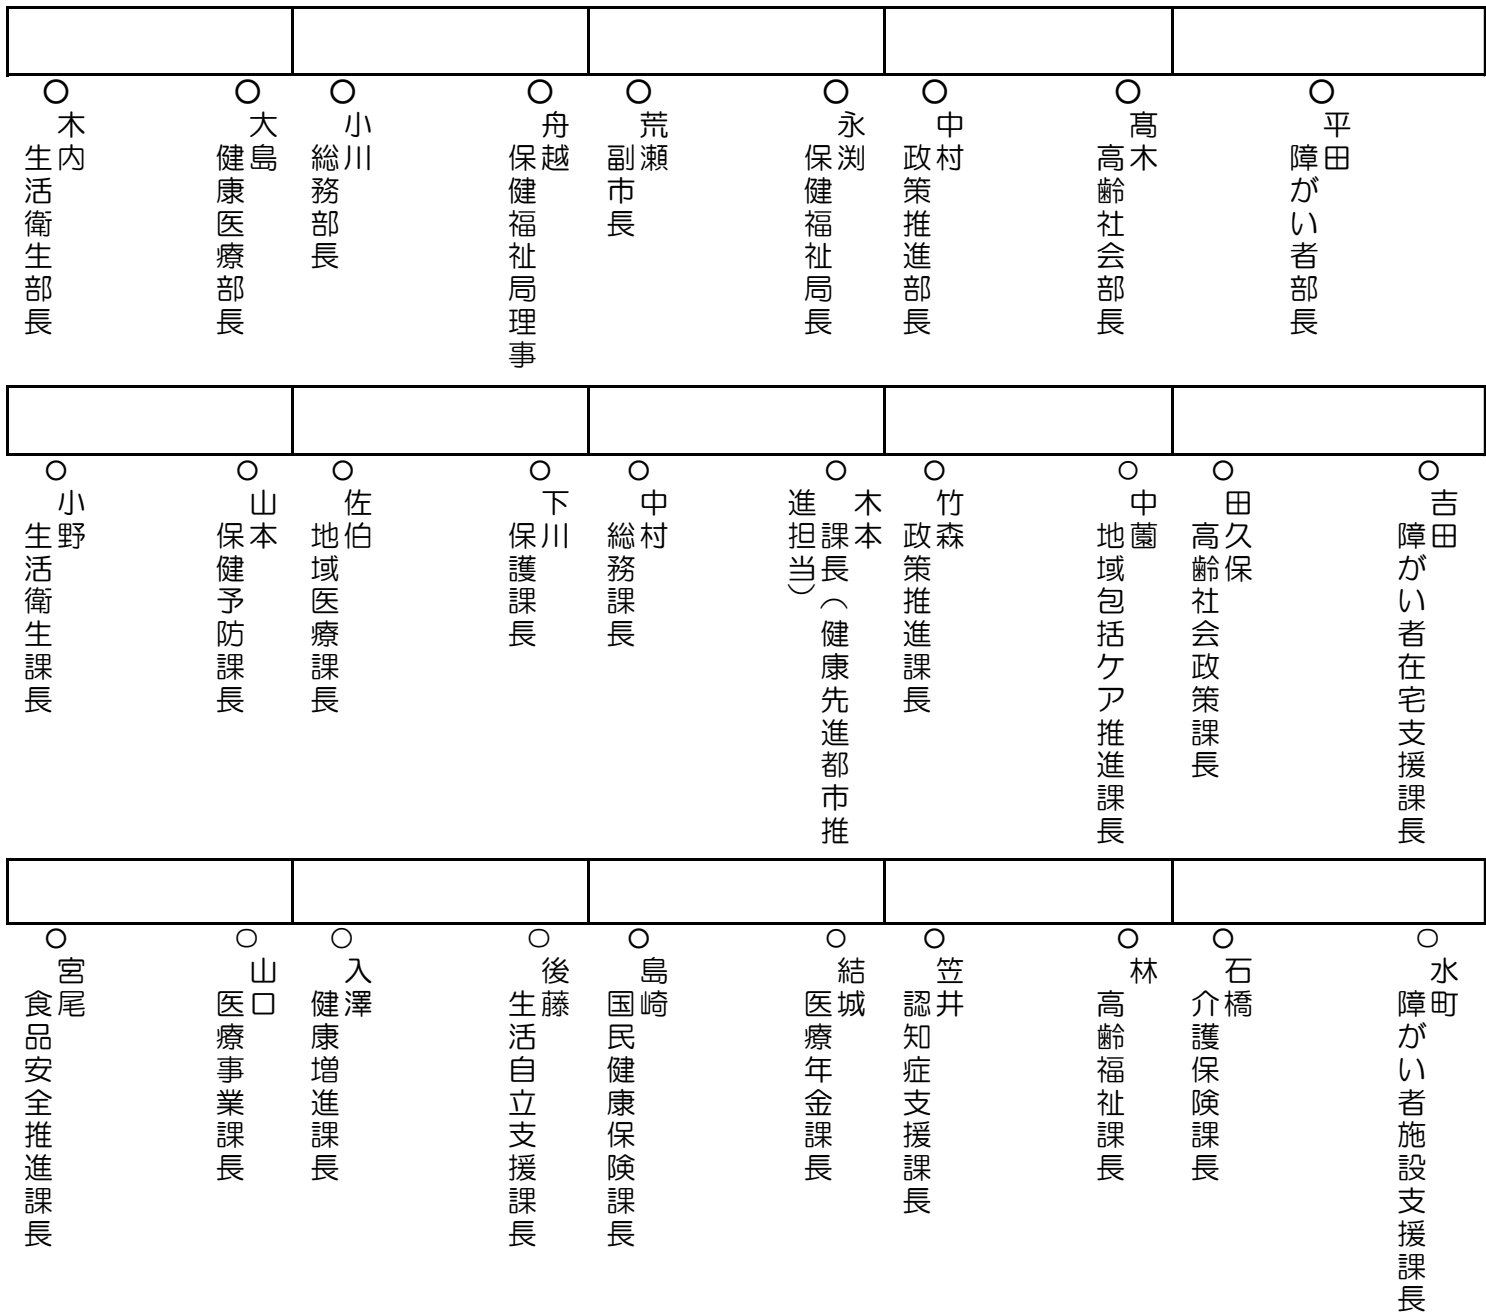 平田
障がい者部長
髙木
高齢社会部長
中村
政策推進部長
永渕
保健福祉局長
荒瀬
副市長
舟越
保健福祉局理事
小川
総務部長
大島
健康医療部長
木内
生活衛生部長
吉田
障がい者在宅支援課長
田久保
高齢社会政策課長
中薗
地域包括ケア推進課長
竹森
政策推進課長
木本
課長（健康先進都市推
進担当）
中村
総務課長
下川
保護課長
佐伯
地域医療課長
山本
保健予防課長
小野
生活衛生課長
水町
障がい者施設支援課長
石橋
介護保険課長
林
高齢福祉課長
笠井
認知症支援課長
結城
医療年金課長
島崎
国民健康保険課長
後藤
生活自立支援課長
入澤
健康増進課長
山口
医療事業課長
宮尾
食品安全推進課長